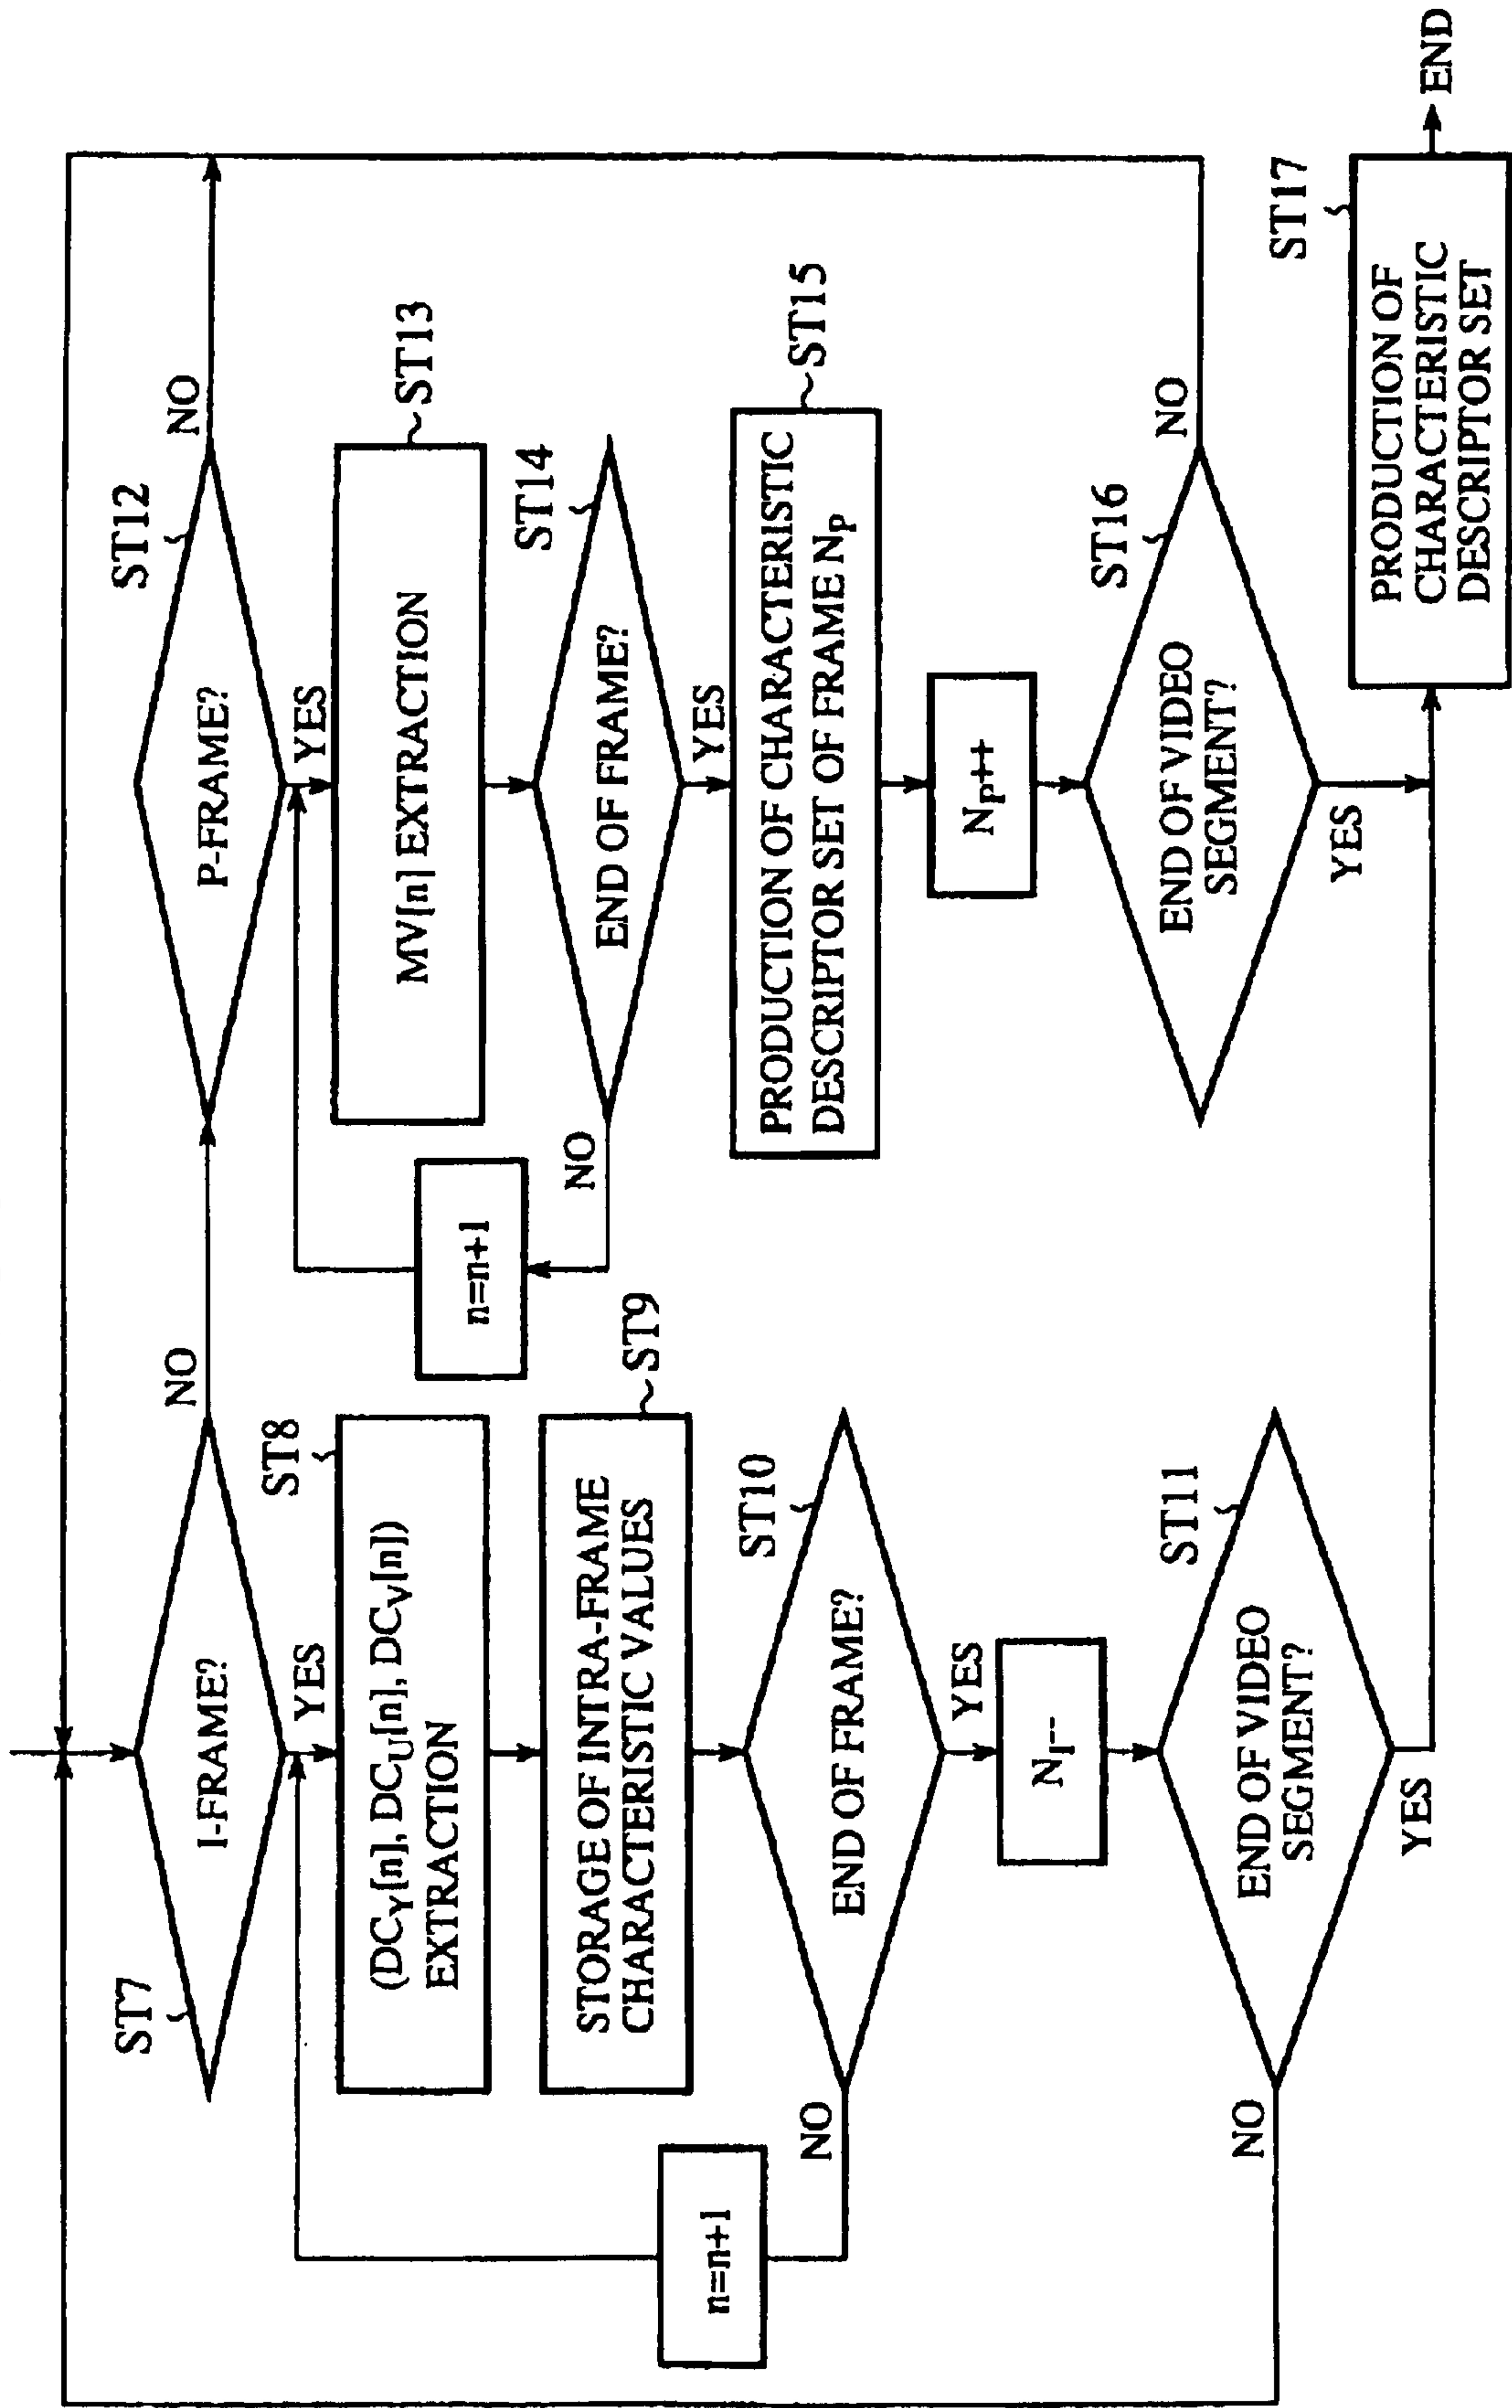 ST7
I-FRAME?
NO
YES
ST8
(DCY[n], DCU[n], DCV[n])
EXTRACTION
ST9
STORAGE OF INTRA-FRAME
CHARACTERISTIC VALUES
ST10
END OF FRAME?
NO
n=n+1
YES
NI--
ST11
END OF VIDEO
SEGMENT?
NO
YES
ST12
P-FRAME?
NO
YES
ST13
MV[n] EXTRACTION
ST14
END OF FRAME?
NO
n=n+1
YES
ST15
PRODUCTION OF CHARACTERISTIC
DESCRIPTOR SET OF FRAME NP
NP++
ST16
END OF VIDEO
SEGMENT?
NO
YES
ST17
PRODUCTION OF
CHARACTERISTIC
DESCRIPTOR SET
END